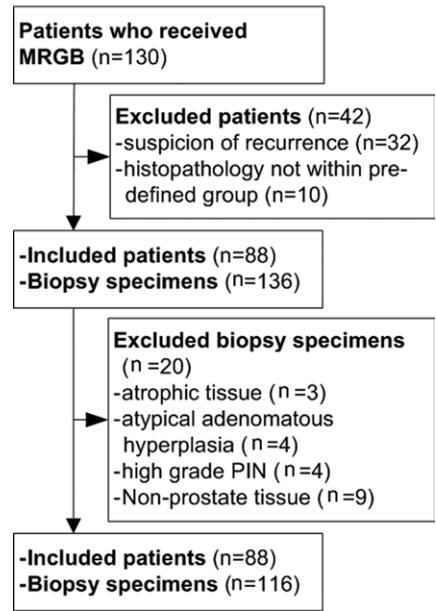 Patients who received
MRGB (n=130)
Excluded patients (n=42)
-suspicion of recurrence (n=32)
-histopathology not within pre-
defined group (n=10)
-Included patients (n=88)
-Biopsy specimens (n=136)
Excluded biopsy specimens
(n=20)
-atrophic tissue (n=3)
-atypical adenomatous
hyperplasia (n=4)
-high grade PIN (n=4)
-Non-prostate tissue (n=9)
-Included patients (n=88)
-Biopsy specimens (n=116)